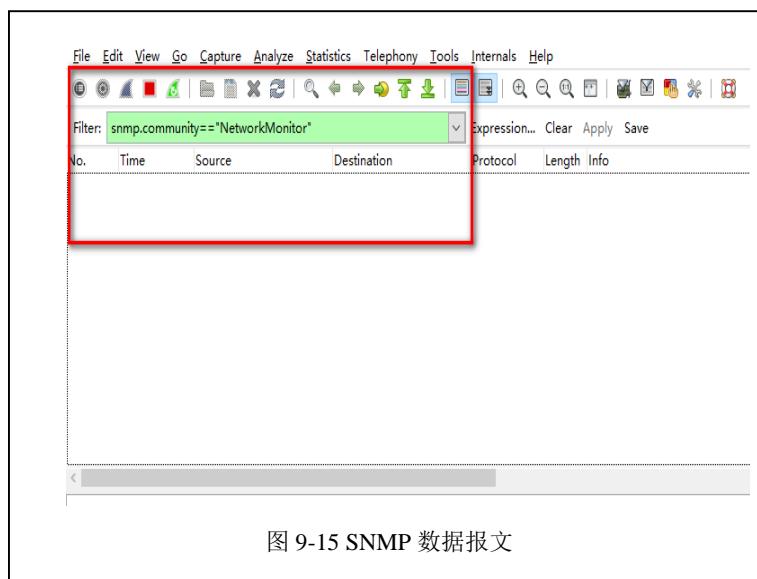 File Edit View Go Capture Analyze Statistics Telephony Tools Internals Help
Filter: snmp.community=="NetworkMonitor" Expression... Clear Apply Save
No. Time Source Destination Protocol Length Info
图 9-15 SNMP 数据报文